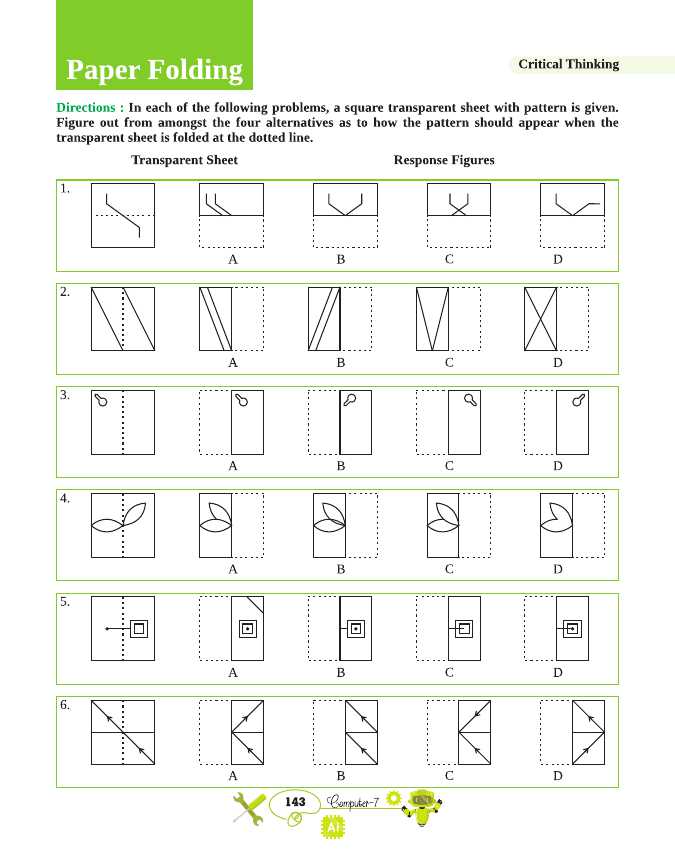 Paper Folding
Critical Thinking
Directions : In each of the following problems, a square transparent sheet with pattern is given.
Figure out from amongst the four alternatives as to how the pattern should appear when the
transparent sheet is folded at the dotted line.
Transparent Sheet Response Figures
1.
A B C D
2.
A B C D
3.
A B C D
4.
A B C D
5.
A B C D
6.
A B C D
143 Computer-7
AI